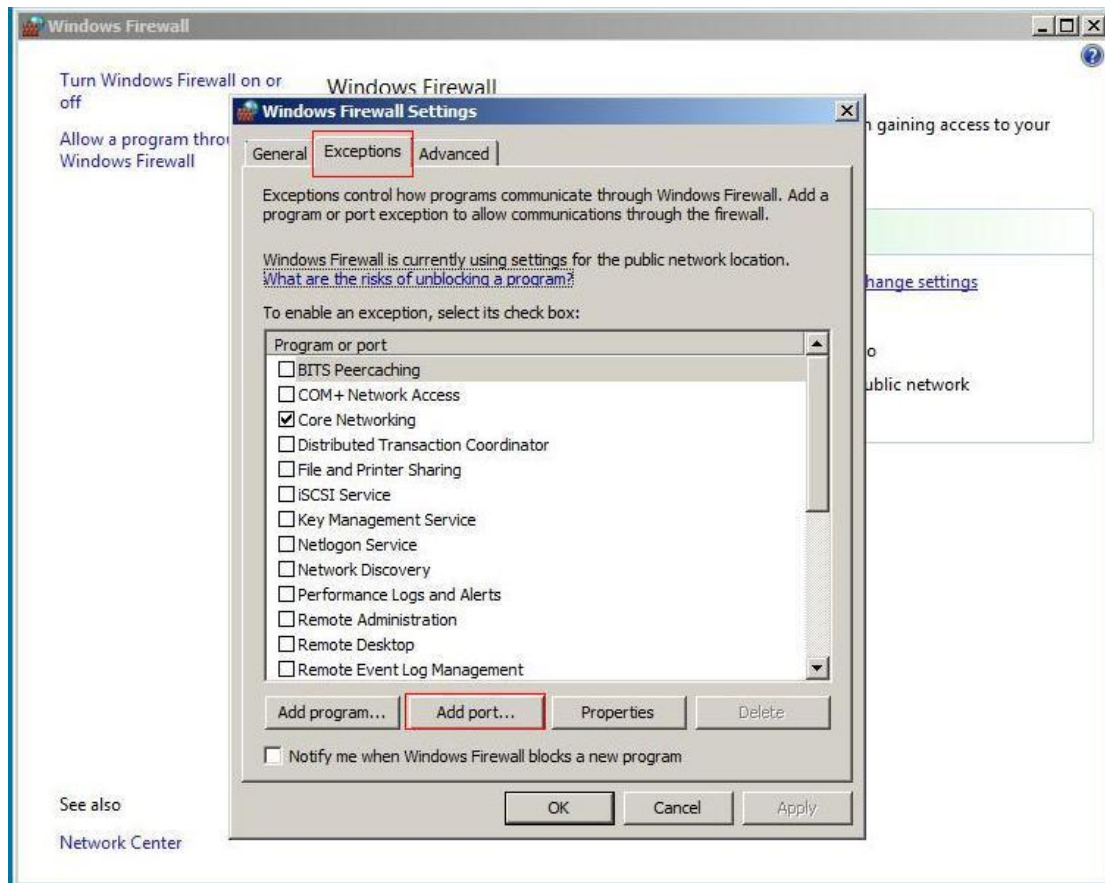 Windows Firewall
Turn Windows Firewall on or
off
Allow a program throu
Windows Firewall
Windows Firewall
n gaining access to your
hange settings
o
ublic network
Windows Firewall Settings
General
Exceptions
Advanced
Exceptions control how programs communicate through Windows Firewall. Add a
program or port exception to allow communications through the firewall.
Windows Firewall is currently using settings for the public network location.
What are the risks of unblocking a program?
To enable an exception, select its check box:
Program or port
BITS Peercaching
COM+ Network Access
Core Networking
Distributed Transaction Coordinator
File and Printer Sharing
iSCSI Service
Key Management Service
Netlogon Service
Network Discovery
Performance Logs and Alerts
Remote Administration
Remote Desktop
Remote Event Log Management
Add program...
Add port...
Properties
Delete
Notify me when Windows Firewall blocks a new program
OK
Cancel
Apply
See also
Network Center